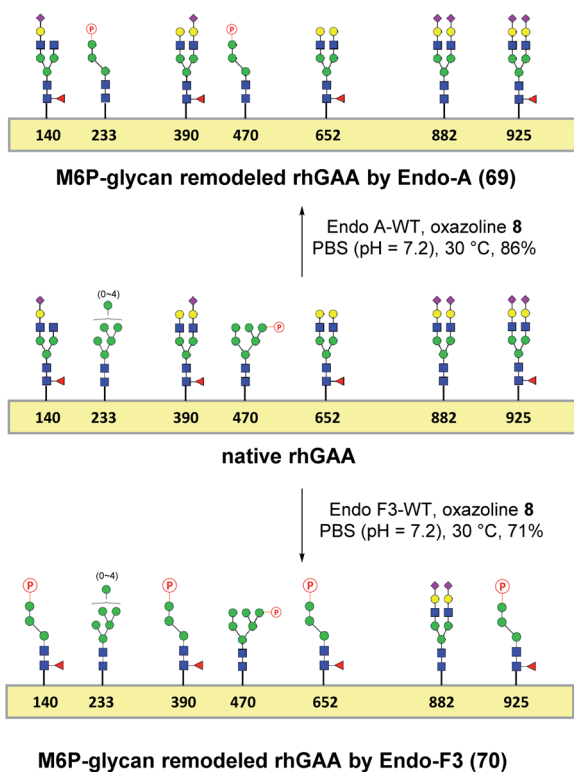 P P
140 233 390 470 652 882 925
M6P-glycan remodeled rhGAA by Endo-A (69)
Endo A-WT, oxazoline 8
PBS (pH = 7.2), 30 °C, 86%
(0~4)
P
140 233 390 470 652 882 925
native rhGAA
Endo F3-WT, oxazoline 8
PBS (pH = 7.2), 30 °C, 71%
P (0~4) P P P
P
140 233 390 470 652 882 925
M6P-glycan remodeled rhGAA by Endo-F3 (70)